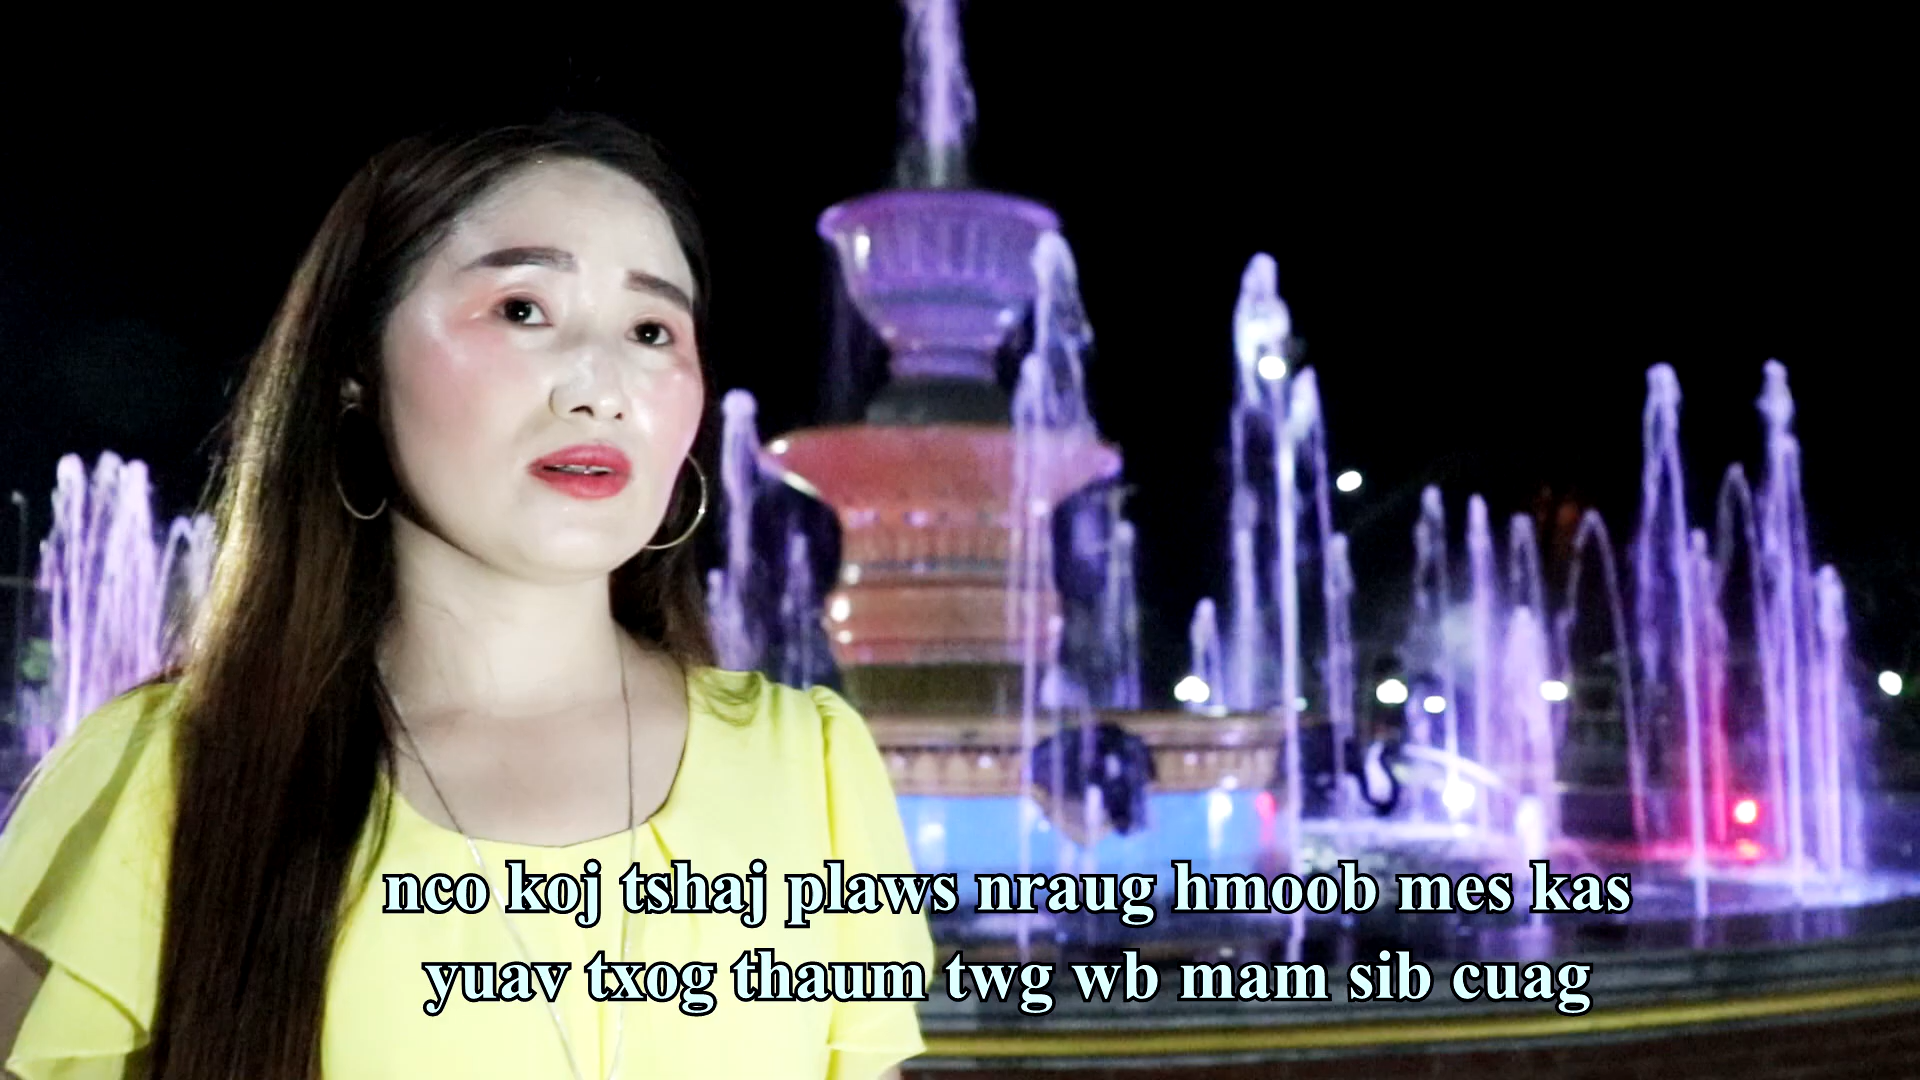 nco koj tshaj plaws nraug hmoob mes kas
yuav txog thaum twg wb mam sib cuag